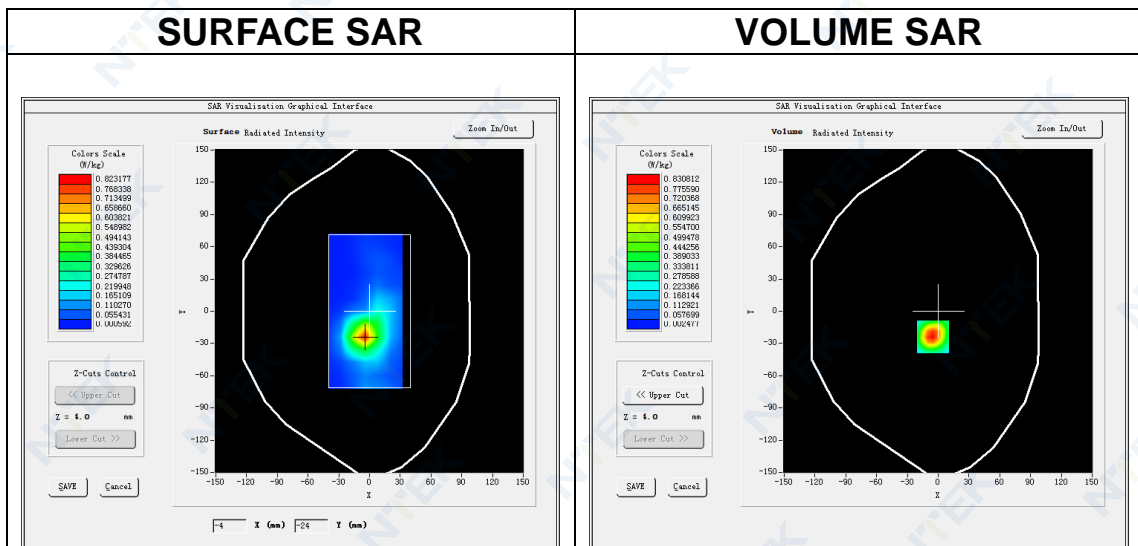 SURFACE SAR
VOLUME SAR
SAR Visualisation Graphical Interface
Surface Radiated Intensity
Zoom In/Out
Colors Scale
(W/kg)
0.823177
0.768338
0.713499
0.658660
0.603821
0.548982
0.494143
0.439304
0.384465
0.329626
0.274787
0.219948
0.165109
0.110270
0.055431
0.000592
150
120
90
60
30
0
-30
-60
-90
-120
-150
Y
-150 -120 -90 -60 -30 0 30 60 90 120 150
X
Z-Cuts Control
<< Upper Cut
Z = 4.0 mm
Lower Cut >>
SAVE Cancel
-4 X (mm) -24 Y (mm)
SAR Visualisation Graphical Interface
Volume Radiated Intensity
Zoom In/Out
Colors Scale
(W/kg)
0.830812
0.775590
0.720368
0.665145
0.609923
0.554700
0.499478
0.444256
0.389033
0.333811
0.278588
0.223366
0.168144
0.112921
0.057699
0.002477
150
120
90
60
30
0
-30
-60
-90
-120
-150
Y
-150 -120 -90 -60 -30 0 30 60 90 120 150
X
Z-Cuts Control
<< Upper Cut
Z = 4.0 mm
Lower Cut >>
SAVE Cancel
NTEK